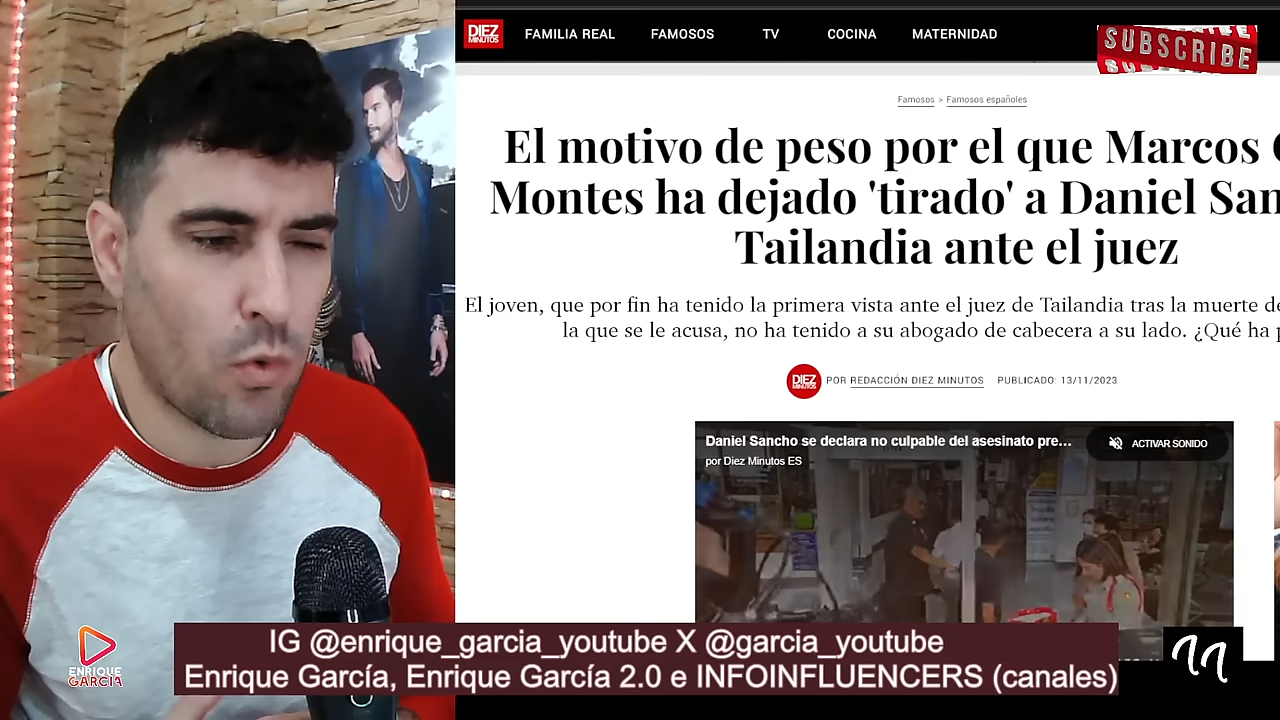 DIEZ
MINUTOS
FAMILIA REAL
FAMOSOS
TV
COCINA
MATERNIDAD
SUBSCRIBE
Famosos > Famosos españoles
El motivo de peso por el que Marcos
Montes ha dejado 'tirado' a Daniel San
Tailandia ante el juez
El joven, que por fin ha tenido la primera vista ante el juez de Tailandia tras la muerte de
la que se le acusa, no ha tenido a su abogado de cabecera a su lado. ¿Qué ha
DIEZ
MINUTOS
POR REDACCIÓN DIEZ MINUTOS PUBLICADO: 13/11/2023
Daniel Sancho se declara no culpable del asesinato pre...
por Diez Minutos ES
ACTIVAR SONIDO
IG @enrique_garcia_youtube X @garcia_youtube
Enrique García, Enrique García 2.0 e INFOINFLUENCERS (canales)
ENRIQUE
GARCÍA